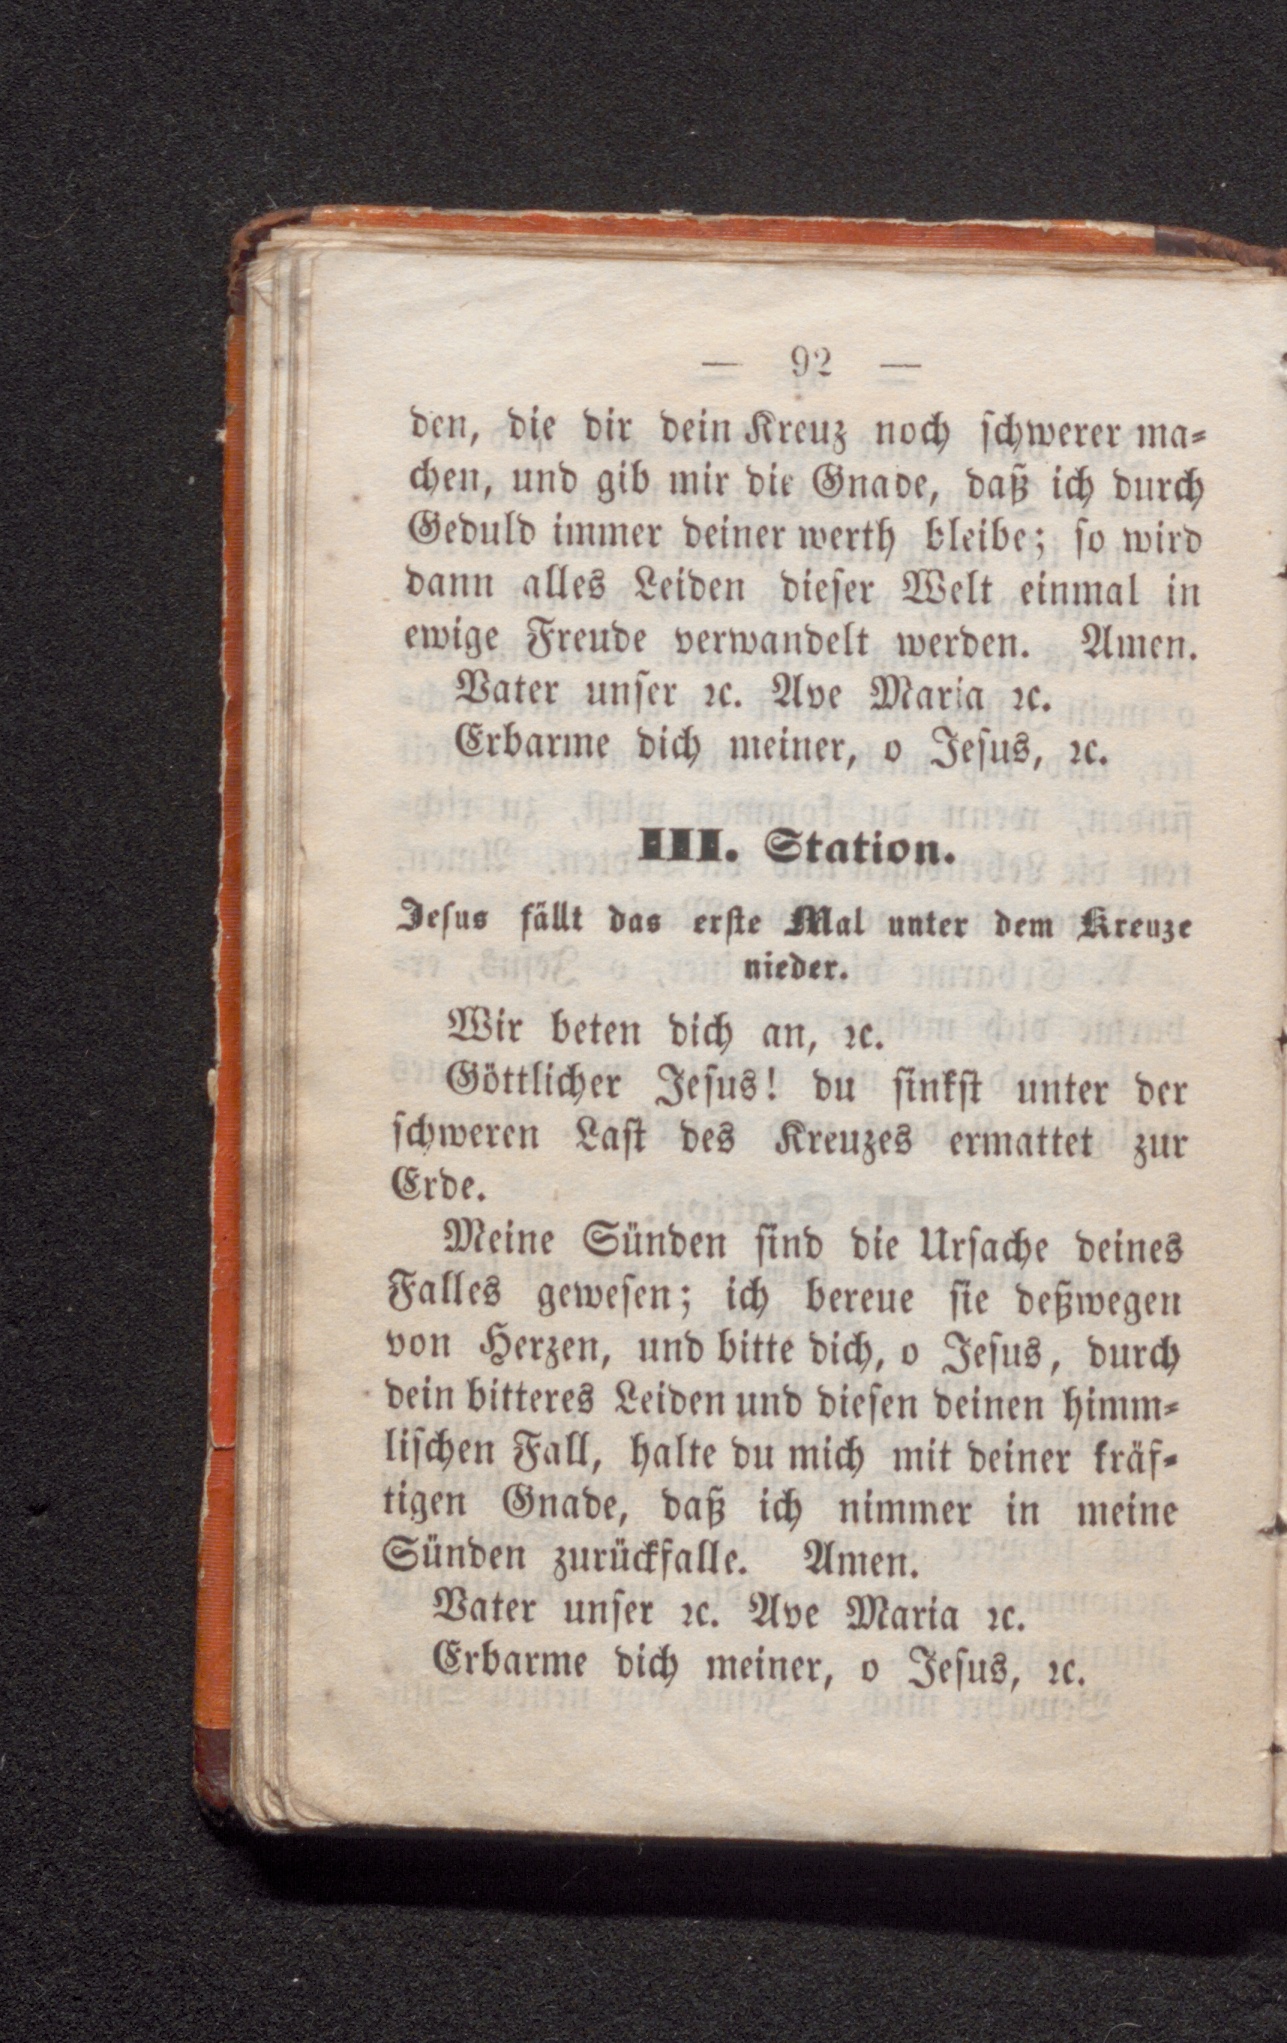 — 92 —
den, die dir dein Kreuz noch schwerer ma-
chen, und gib mir die Gnade, daß ich durch
Geduld immer deiner werth bleibe; so wird
dann alles Leiden dieser Welt einmal in
ewige Freude verwandelt werden. Amen.
Vater unser ꝛc. Ave Maria ꝛc.
Erbarme dich meiner, o Jesus, ꝛc.
III. Station.
Jesus fällt das erste Mal unter dem Kreuze
nieder.
Wir beten dich an, ꝛc.
Göttlicher Jesus! du sinkst unter der
schweren Last des Kreuzes ermattet zur
Erde.
Meine Sünden sind die Ursache deines
Falles gewesen; ich bereue sie deßwegen
von Herzen, und bitte dich, o Jesus, durch
dein bitteres Leiden und diesen deinen himm-
lischen Fall, halte du mich mit deiner kräf-
tigen Gnade, daß ich nimmer in meine
Sünden zurückfalle. Amen.
Vater unser ꝛc. Ave Maria ꝛc.
Erbarme dich meiner, o Jesus, ꝛc.